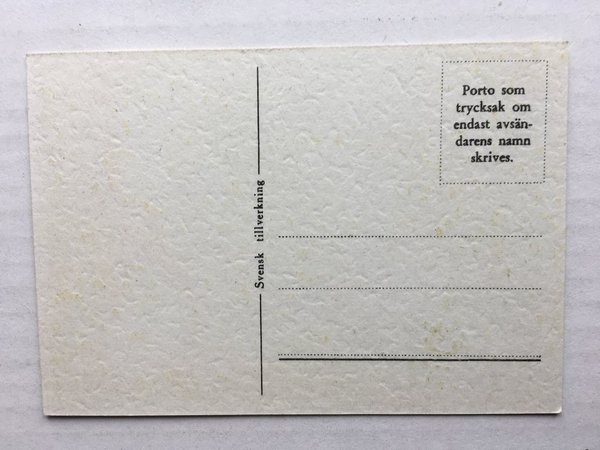 Porto som
trycksak om
endast avsän-
darens namn
skrives.
Svensk tillverkning